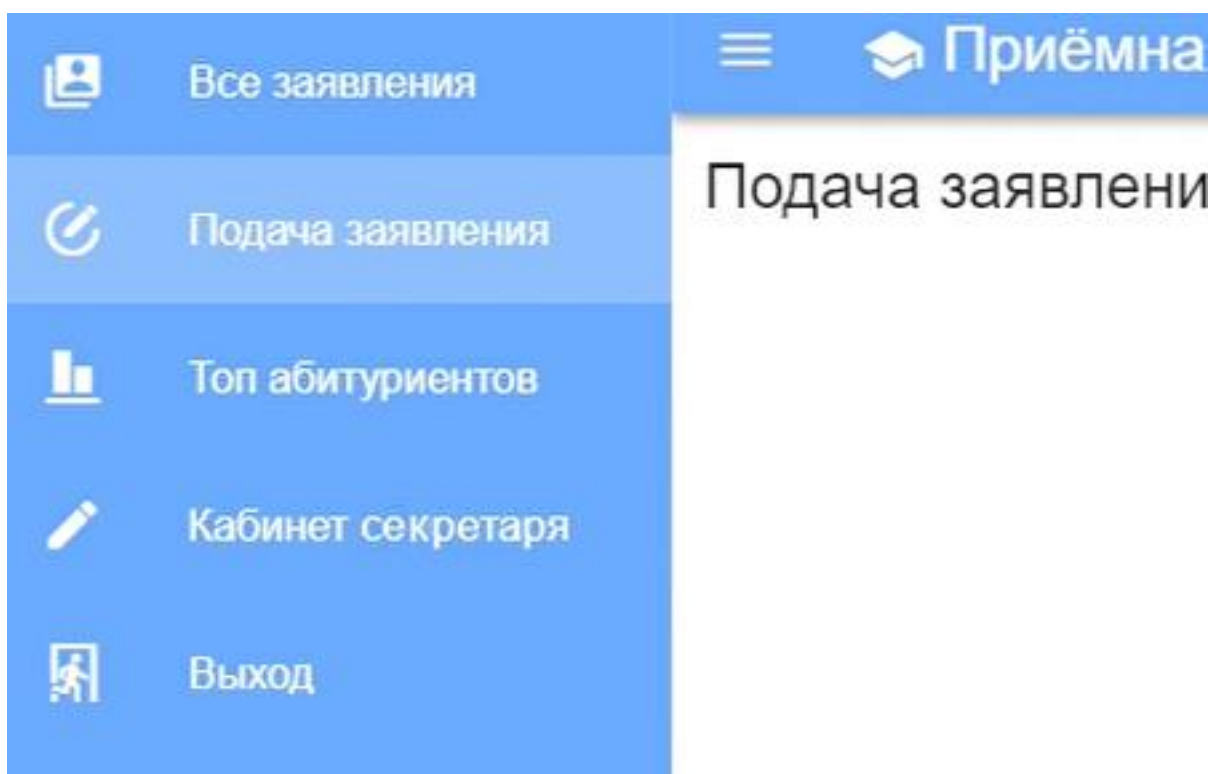 Все заявления
Подача заявления
Топ абитуриентов
Кабинет секретаря
Выход
Приёмна
Подача заявлени